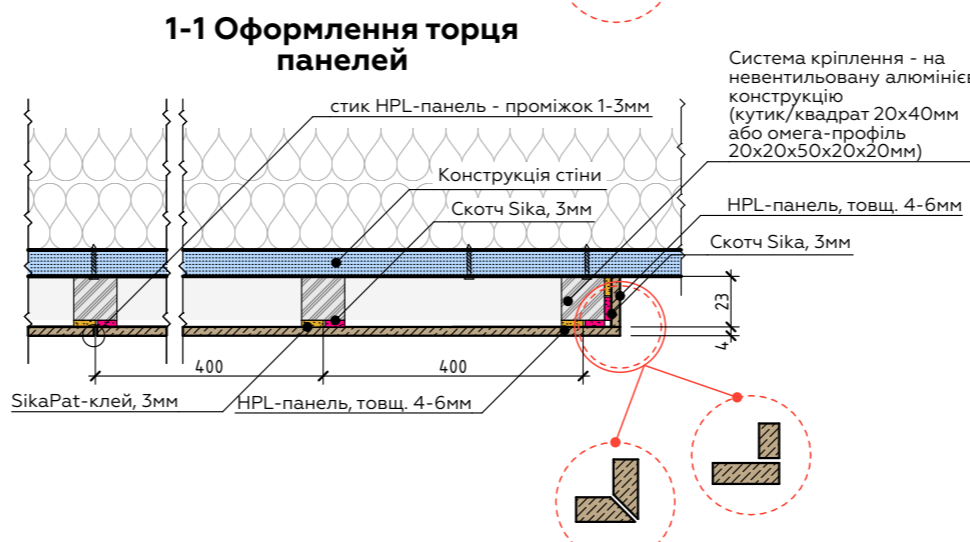 1-1 Оформлення торця
панелей
Система кріплення - на
невентильовану алюмінієв
конструкцію
(кутик/квадрат 20х40мм
або омега-профіль
20х20х50х20х20мм)
стик HPL-панель - проміжок 1-3мм
Конструкція стіни
Скотч Sika, 3мм
HPL-панель, товщ. 4-6мм
Скотч Sika, 3мм
23
4
400
400
SikaPat-клей, 3мм
HPL-панель, товщ. 4-6мм